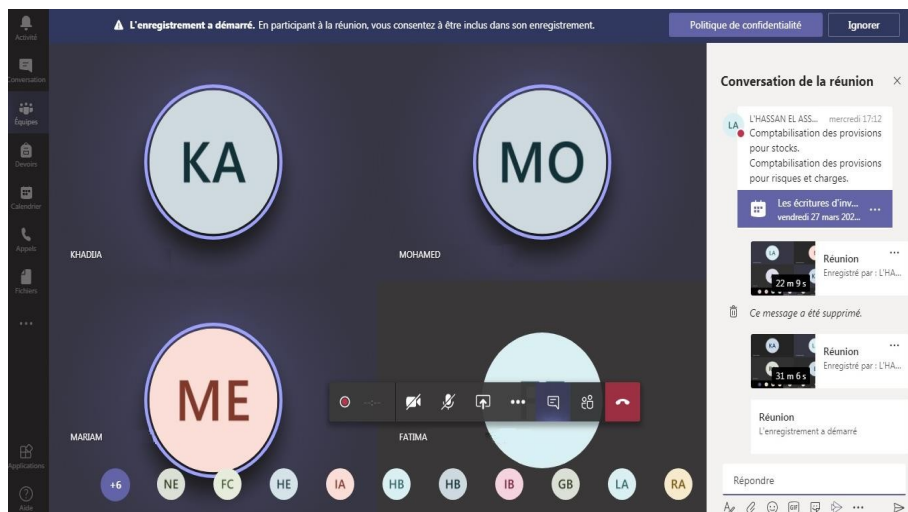 L'enregistrement a démarré. En participant à la réunion, vous consentez à être inclus dans son enregistrement.
Politique de confidentialité
Ignorer
Activité
Conversation
Équipes
Devoirs
Calendrier
Appels
Fichiers
Applications
Aide
KA
KHADIJA
MO
MOHAMED
ME
MARIAM
FATIMA
+6
NE
FC
HE
IA
HB
HB
IB
GB
LA
RA
Conversation de la réunion
LA
L'HASSAN EL ASS... mercredi 17:12
Comptabilisation des provisions
pour stocks.
Comptabilisation des provisions
pour risques et charges.
Les écritures d'inv...
vendredi 27 mars 202...
LA
22 m 9 s
Réunion
Enregistré par : L'HA...
Ce message a été supprimé.
KA
31 m 6 s
Réunion
Enregistré par : L'HA...
Réunion
L'enregistrement a démarré
Répondre
GIF